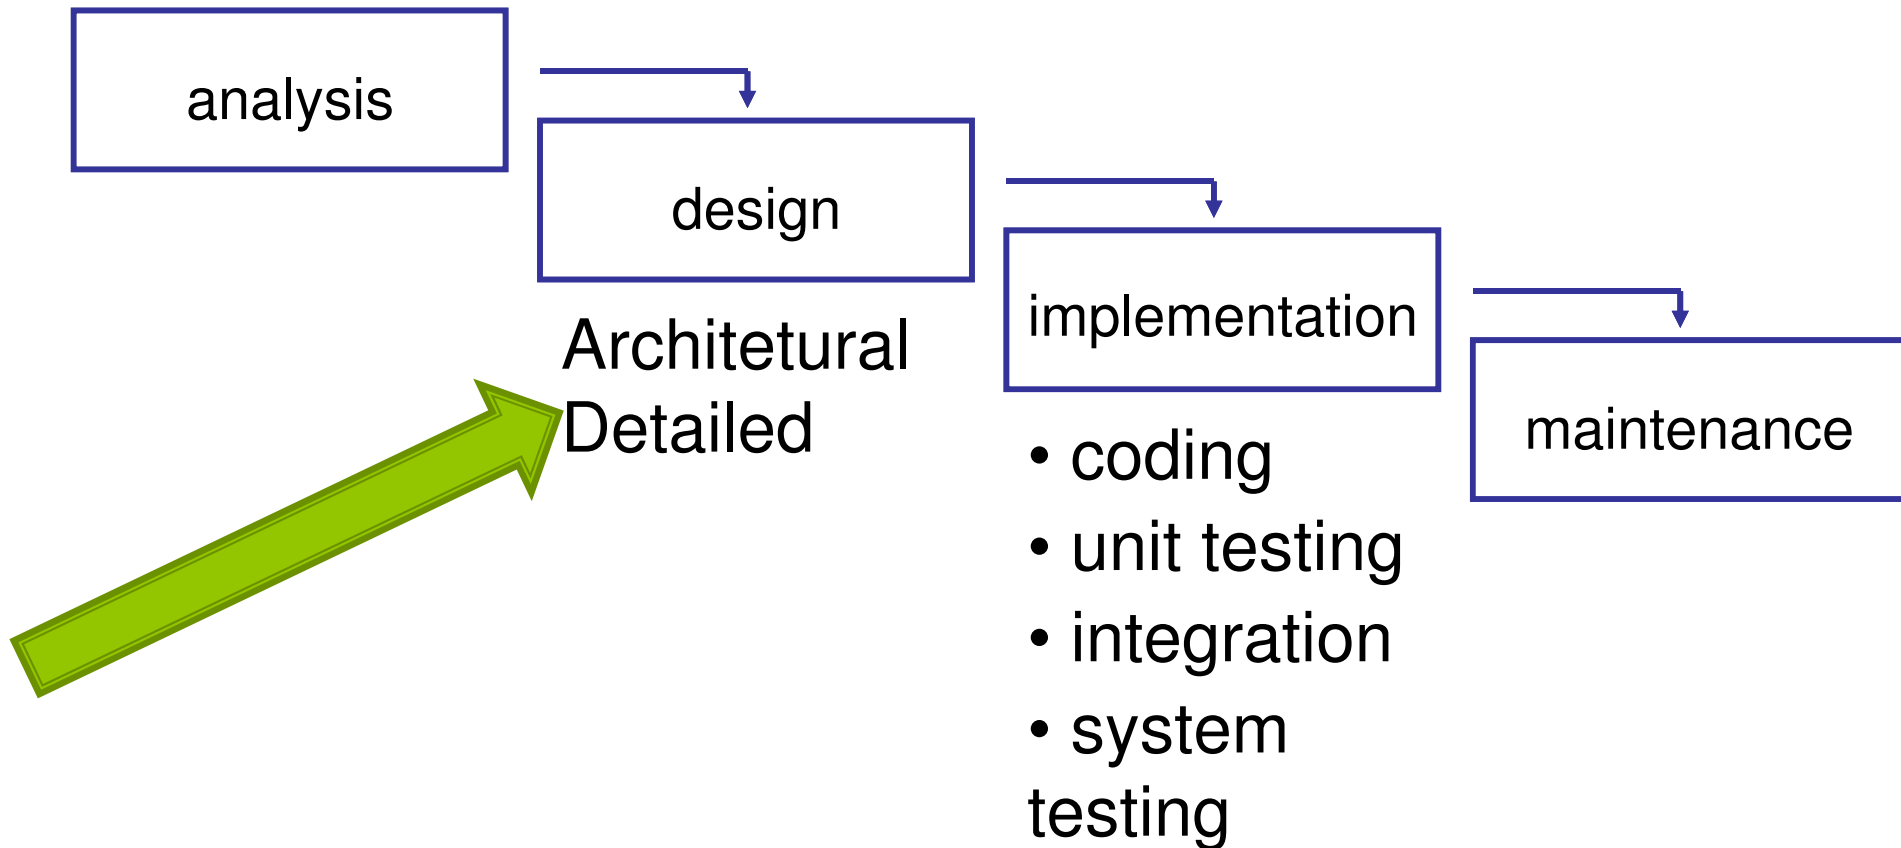 analysis
design
Architetural
Detailed
implementation
• coding
• unit testing
• integration
• system
testing
maintenance